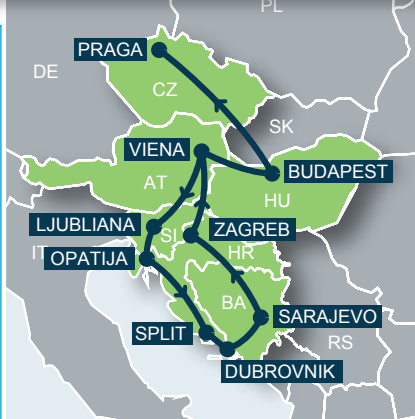 PL
PRAGA
DE
CZ
SK
VIENA
AT
BUDAPEST
HU
LJUBLIANA
SI
ZAGREB
IT
OPATIJA
HR
BA
SARAJEVO
SPLIT
RS
DUBROVNIK